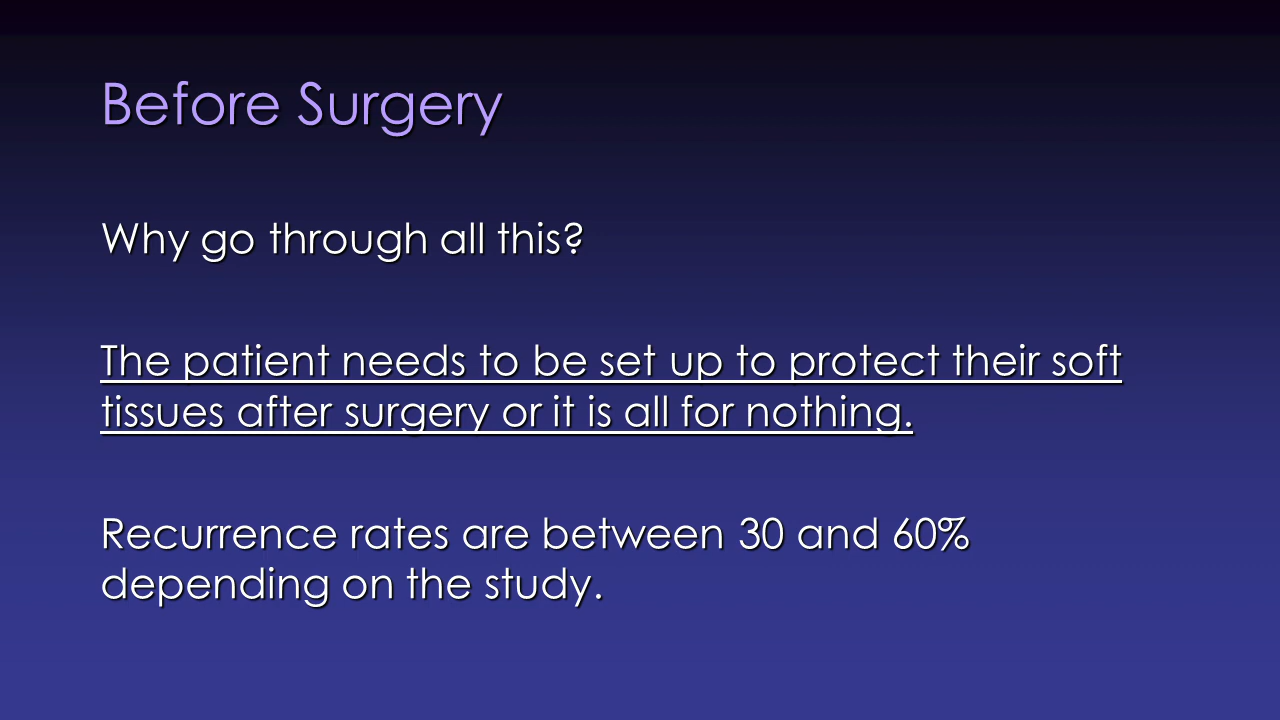 Before Surgery
Why go through all this?
The patient needs to be set up to protect their soft
tissues after surgery or it is all for nothing.
Recurrence rates are between 30 and 60%
depending on the study.